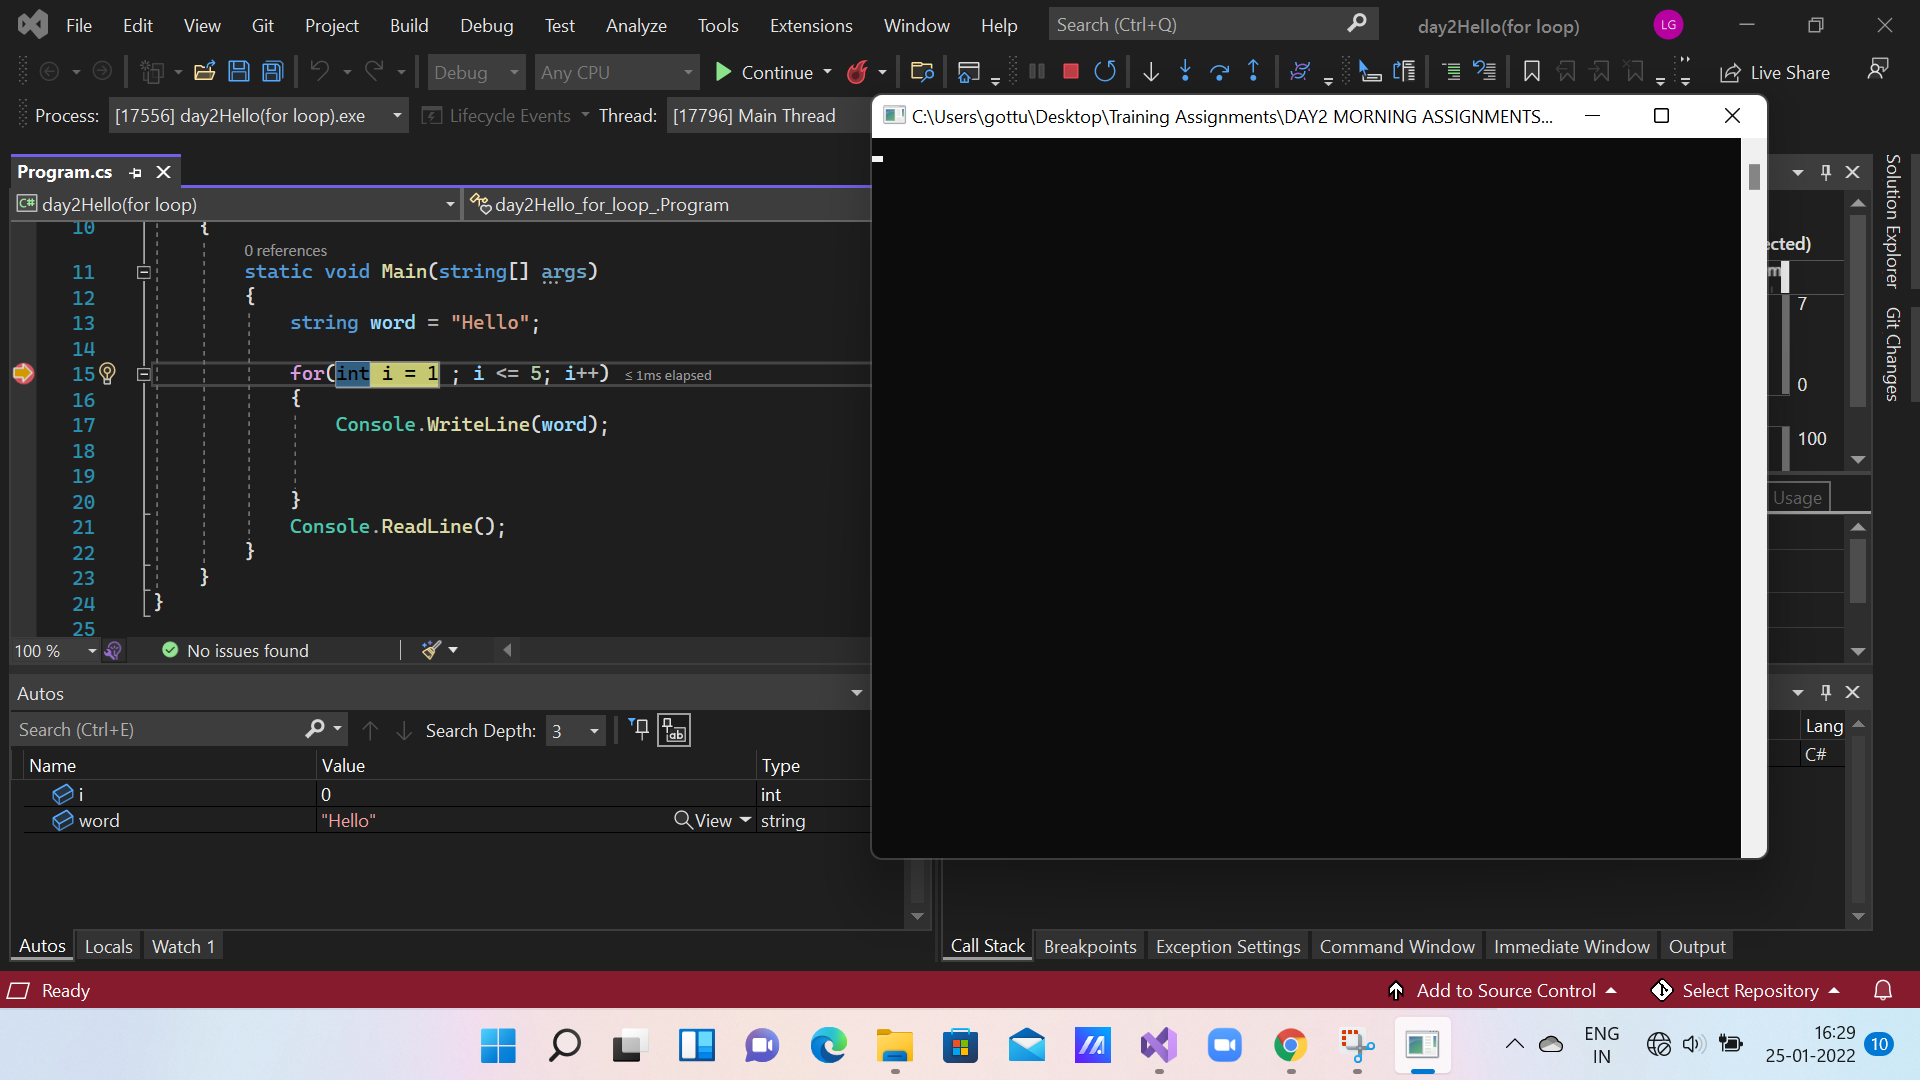 File Edit View Git Project Build Debug Test Analyze Tools Extensions Window Help Search (Ctrl+Q) day2Hello(for loop) LG
Debug Any CPU Continue Live Share
Process: [17556] day2Hello(for loop).exe Lifecycle Events Thread: [17796] Main Thread
C:\Users\gottu\Desktop\Training Assignments\DAY2 MORNING ASSIGNMENTS...
Program.cs
C# day2Hello(for loop) day2Hello_for_loop_.Program
10 {
0 references
11 static void Main(string[] args)
12 {
13 string word = "Hello";
14
15 for(int i = 1 ; i <= 5; i++) ≤ 1ms elapsed
16 {
17 Console.WriteLine(word);
18
19
20 }
21 Console.ReadLine();
22 }
23 }
24 }
25
100 % No issues found
ected)
7
0
100
Usage
Solution Explorer
Git Changes
Autos
Search (Ctrl+E) Search Depth: 3
Name Value Type
i 0 int
word "Hello" View string
Lang
C#
Autos Locals Watch 1
Call Stack Breakpoints Exception Settings Command Window Immediate Window Output
Ready Add to Source Control Select Repository
ENG
IN
16:29
25-01-2022
10